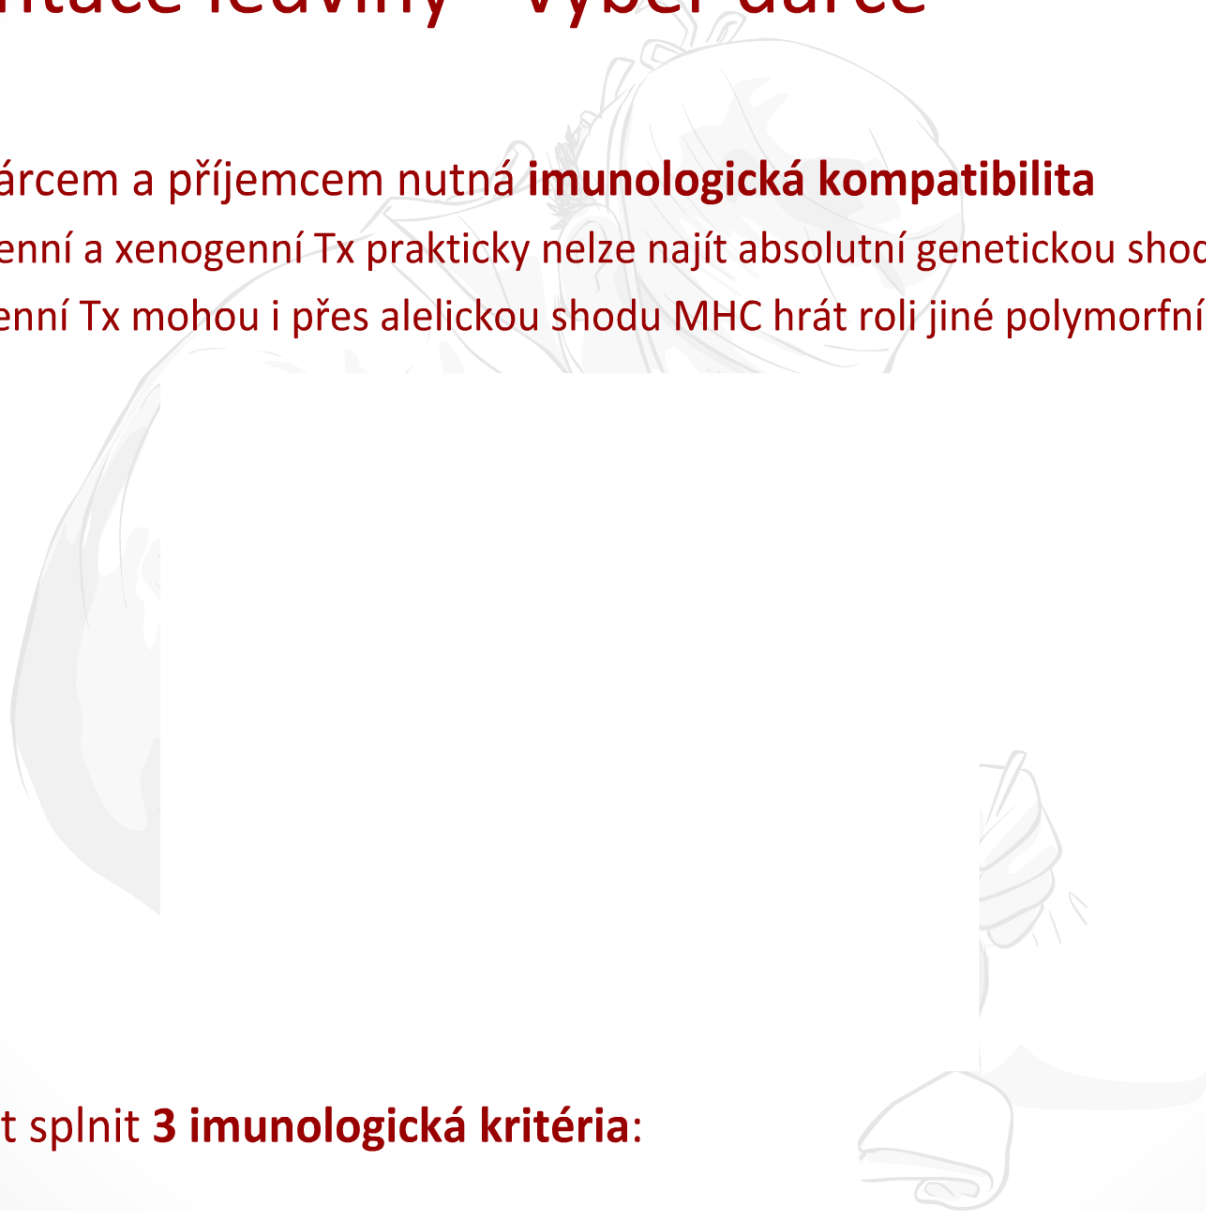 ntace ledviny - výběr dárce
árcem a příjemcem nutná imunologická kompatibilita
enní a xenogenní Tx prakticky nelze najít absolutní genetickou shod
enní Tx mohou i přes alelickou shodu MHC hrát roli jiné polymorfní
t splnit 3 imunologická kritéria: